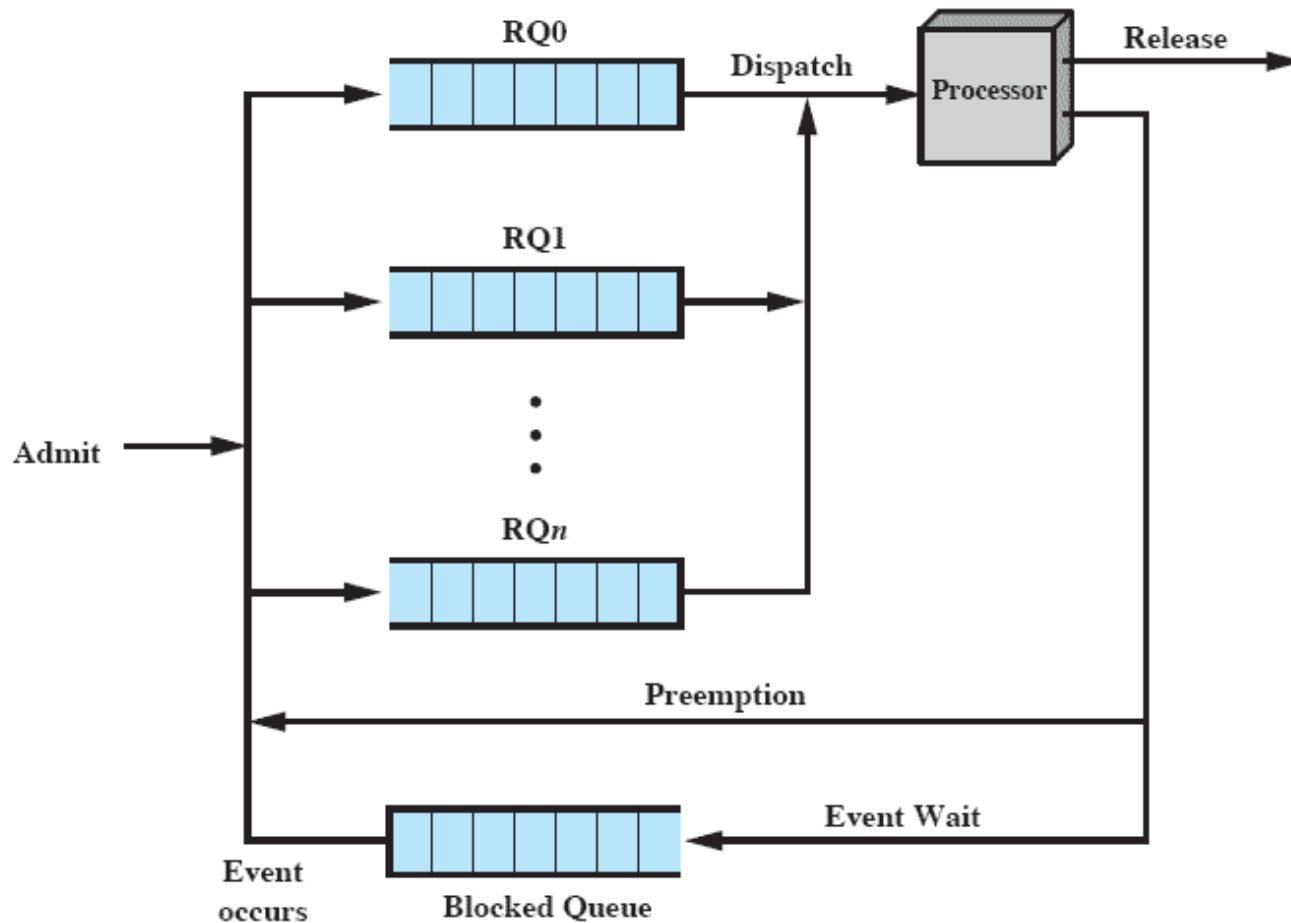 RQ0
Release
Dispatch
Processor
RQ1
Admit
RQn
Preemption
Event Wait
Event
occurs
Blocked Queue